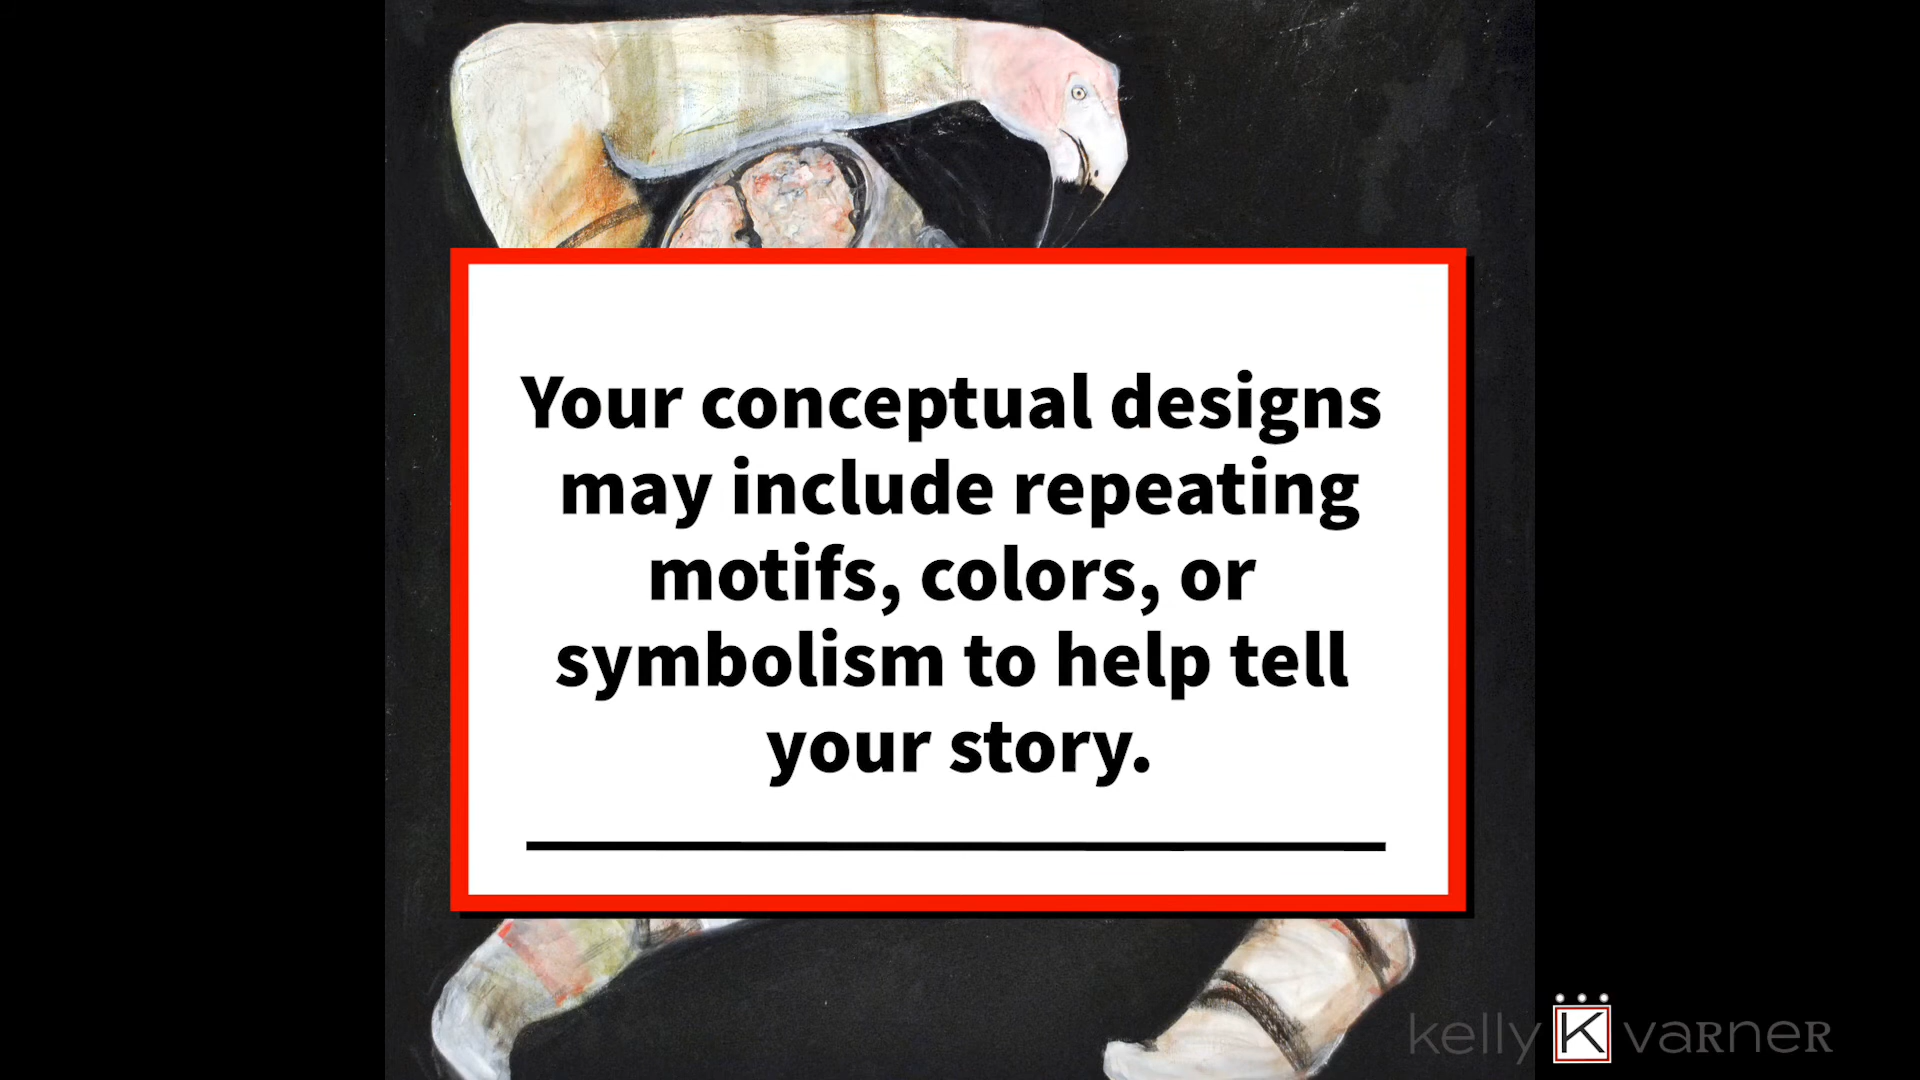 Your conceptual designs
may include repeating
motifs, colors, or
symbolism to help tell
your story.
kelly K varner